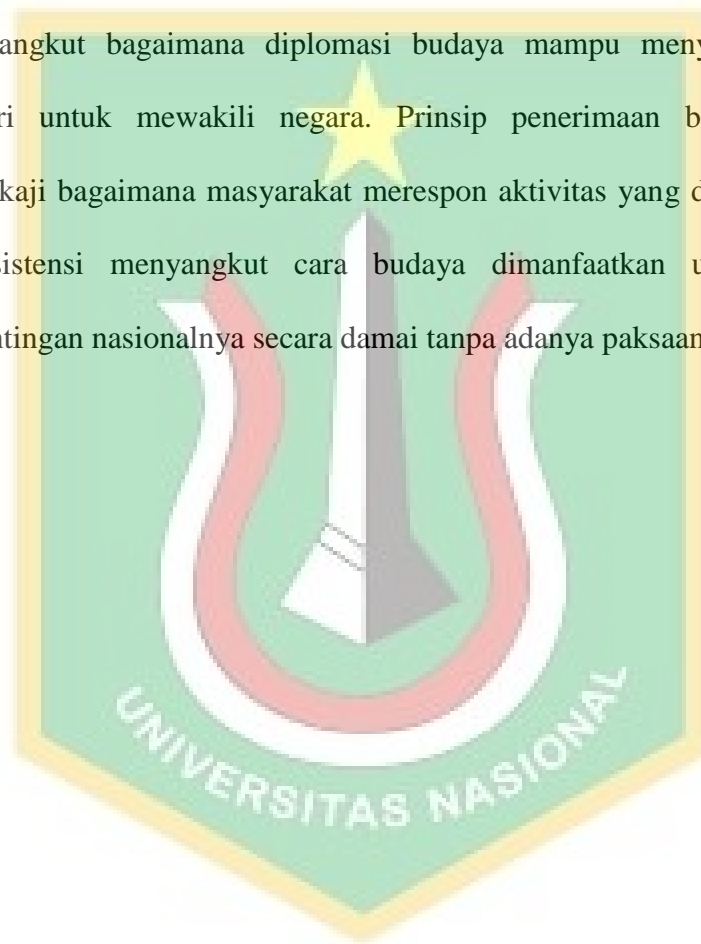 angkut bagaimana diplomasi budaya mampu meny
ri untuk mewakili negara. Prinsip penerimaan b
kaji bagaimana masyarakat merespon aktivitas yang d
sistensi menyangkut cara budaya dimanfaatkan u
ntingan nasionalnya secara damai tanpa adanya paksaan
UNIVERSITAS NASIONAL